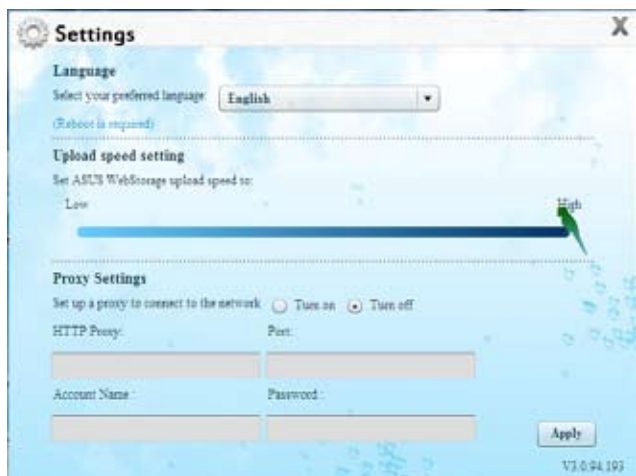 Settings
X
Language
Select your preferred language
English
(Reboot is required)
Upload speed setting
Set ASUS WebStorage upload speed to:
Low High
Proxy Settings
Set up a proxy to connect to the network Turn on Turn off
HTTP Proxy: Port:
Account Name : Password :
Apply
V3.0.94.193